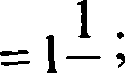 = 1 1/ ;